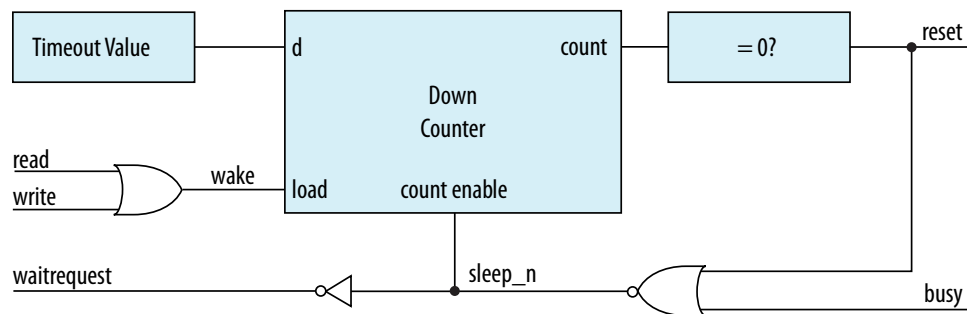 Timeout Value
d
count
= 0?
reset
Down
Counter
read
wake
load
count enable
write
waitrequest
sleep_n
busy